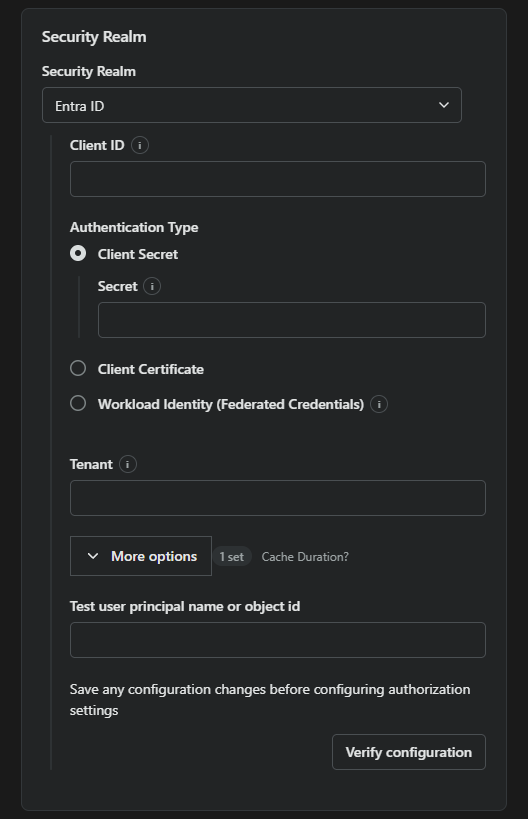 Security Realm
Security Realm
Entra ID
Client ID i
Authentication Type
Client Secret
Secret i
Client Certificate
Workload Identity (Federated Credentials) i
Tenant i
More options 1 set Cache Duration?
Test user principal name or object id
Save any configuration changes before configuring authorization
settings
Verify configuration